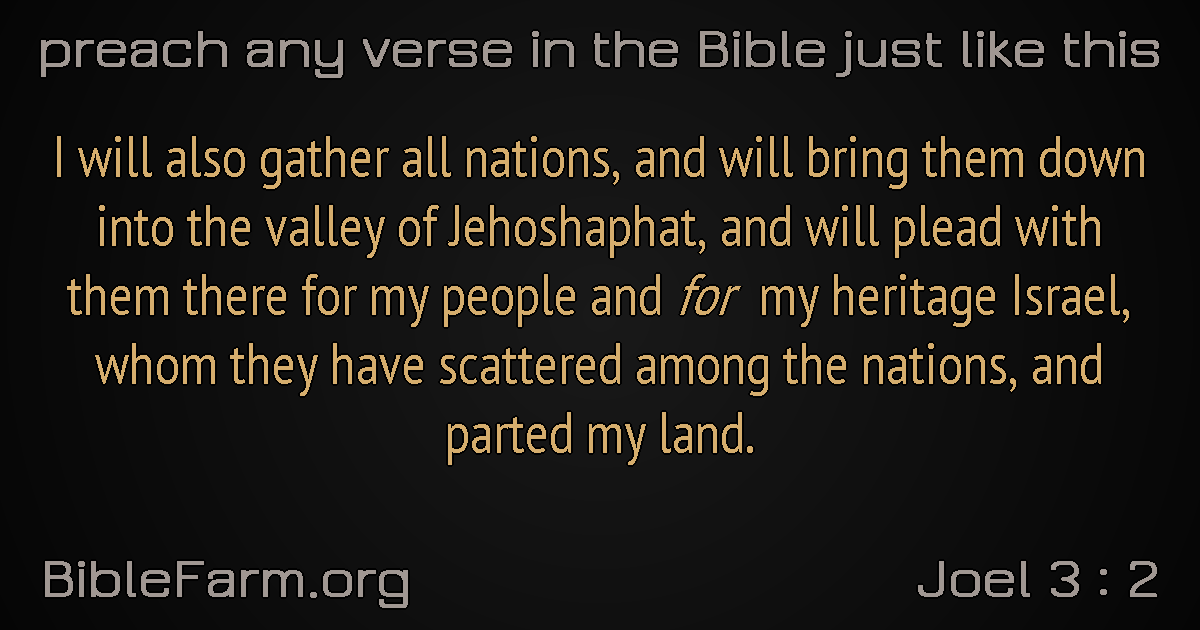 preach any verse in the Bible just like this
I will also gather all nations, and will bring them down
into the valley of Jehoshaphat, and will plead with
them there for my people and for my heritage Israel,
whom they have scattered among the nations, and
parted my land.
BibleFarm.org
Joel 3 : 2